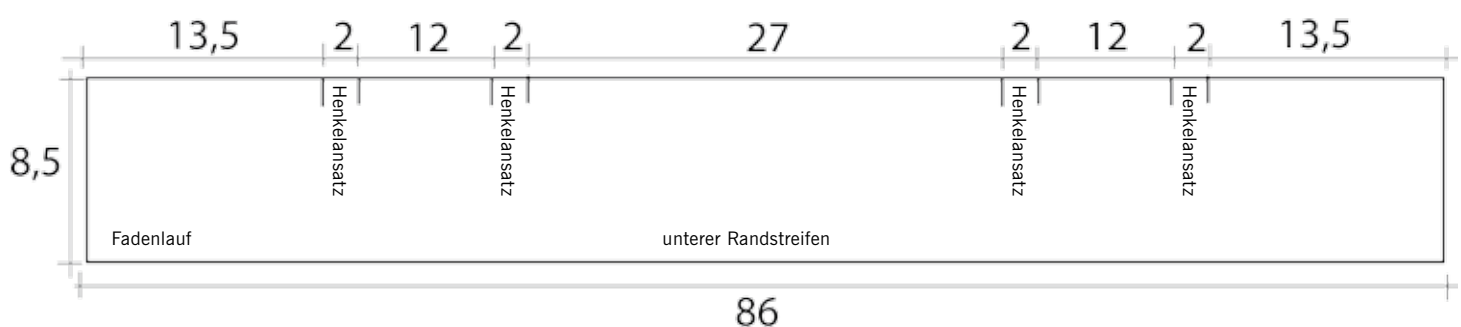 13,5 2 12 2 27 2 12 2 13,5
Henkelansatz
Henkelansatz
Henkelansatz
Henkelansatz
8,5
Fadenlauf
unterer Randstreifen
86